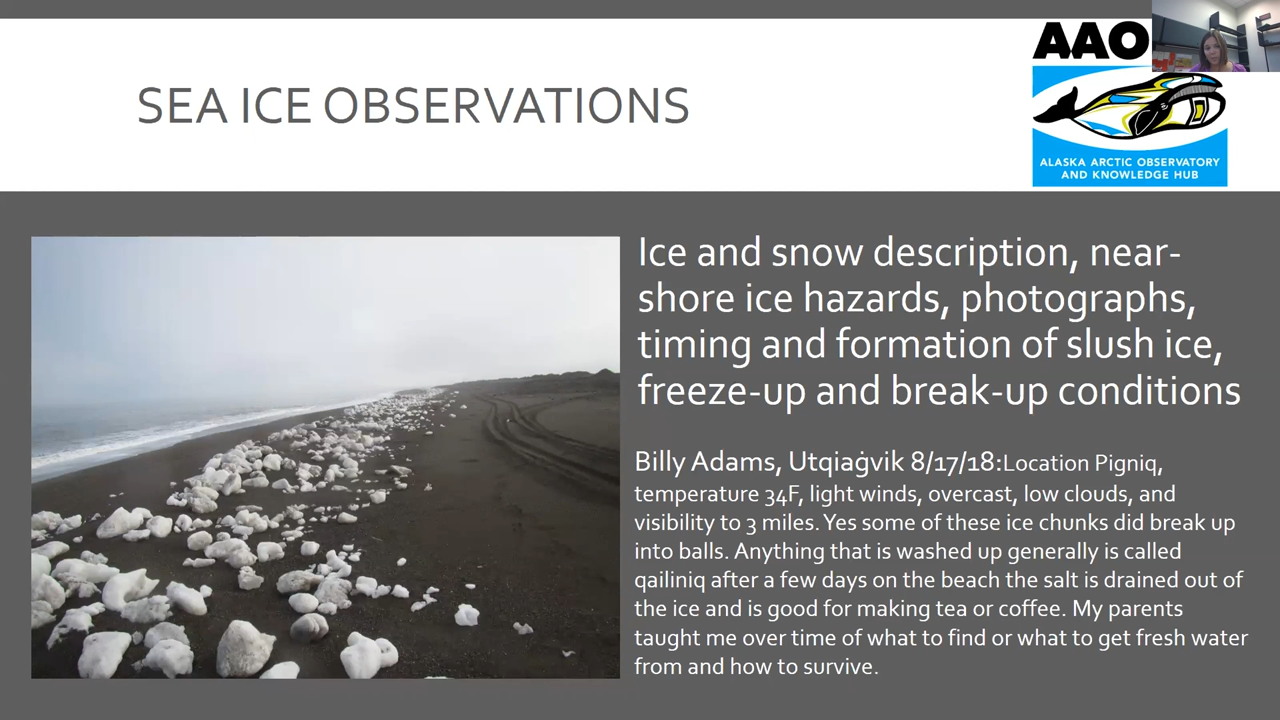 SEA ICE OBSERVATIONS
AAO
ALASKA ARCTIC OBSERVATORY
AND KNOWLEDGE HUB
Ice and snow description, near-
shore ice hazards, photographs,
timing and formation of slush ice,
freeze-up and break-up conditions
Billy Adams, Utqiaġvik 8/17/18:Location Pigniq,
temperature 34F, light winds, overcast, low clouds, and
visibility to 3 miles. Yes some of these ice chunks did break up
into balls. Anything that is washed up generally is called
qailiniq after a few days on the beach the salt is drained out of
the ice and is good for making tea or coffee. My parents
taught me over time of what to find or what to get fresh water
from and how to survive.